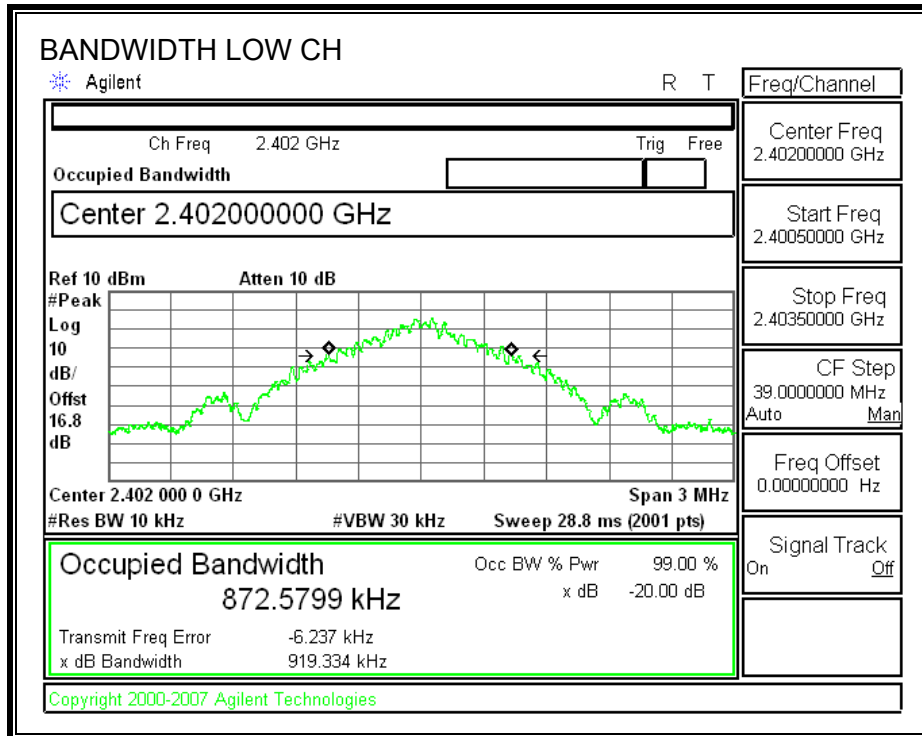 BANDWIDTH LOW CH
Agilent R T
Ch Freq 2.402 GHz Trig Free
Occupied Bandwidth
Center 2.402000000 GHz
Ref 10 dBm Atten 10 dB
#Peak
Log
10
dB/
Offst
16.8
dB
Center 2.402 000 0 GHz Span 3 MHz
#Res BW 10 kHz #VBW 30 kHz Sweep 28.8 ms (2001 pts)
Occupied Bandwidth Occ BW % Pwr 99.00 %
872.5799 kHz x dB -20.00 dB
Transmit Freq Error -6.237 kHz
x dB Bandwidth 919.334 kHz
Copyright 2000-2007 Agilent Technologies
Freq/Channel
Center Freq
2.40200000 GHz
Start Freq
2.40050000 GHz
Stop Freq
2.40350000 GHz
CF Step
39.0000000 MHz
Auto Man
Freq Offset
0.00000000 Hz
Signal Track
On Off